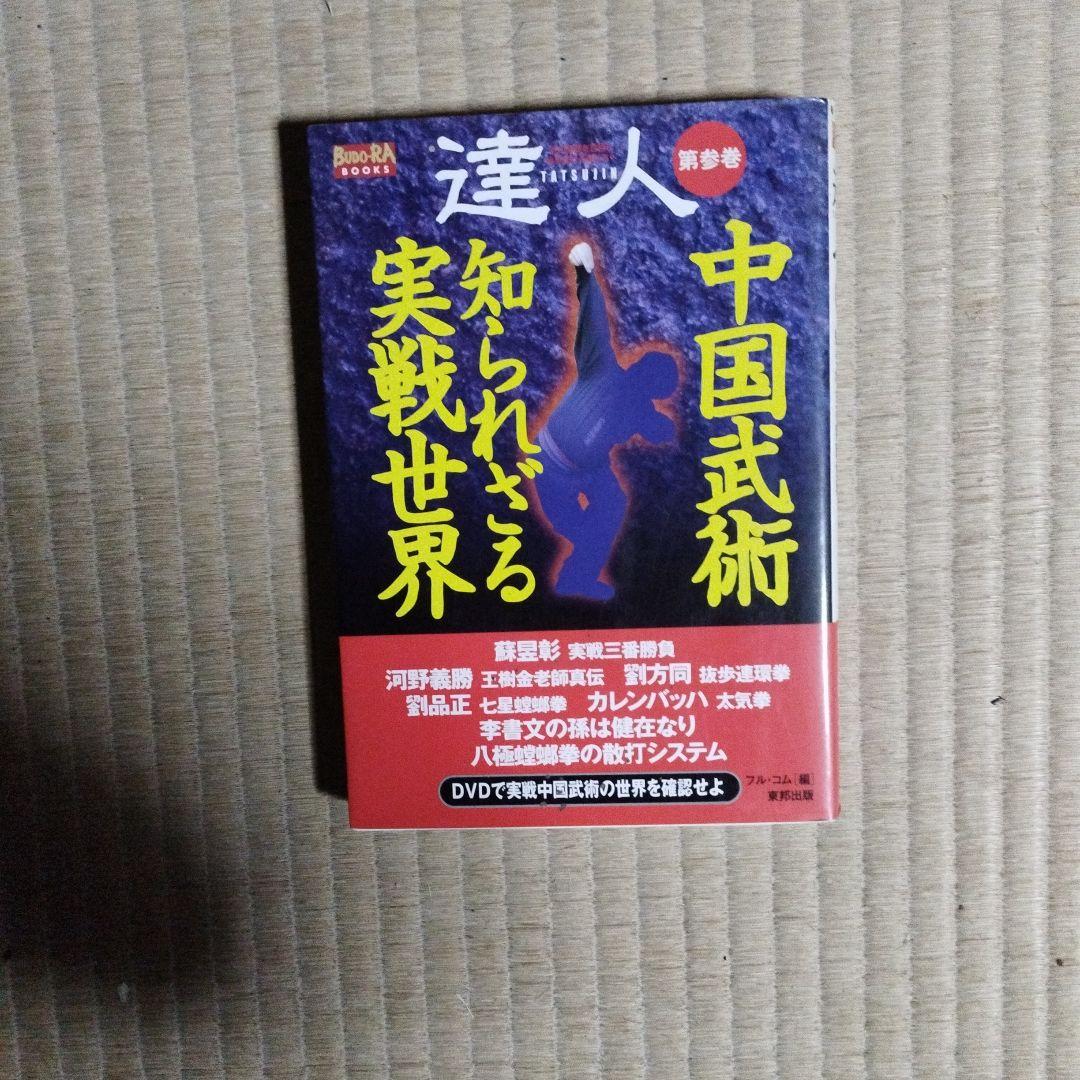 BUDO-RA
BOOKS
達人
TATSUJIN
第参巻
中国武術
知られざる
実戦世界
蘇昱彰 実戦三番勝負
河野義勝 王樹金老師真伝 劉方同 抜歩連環拳
劉品正 七星螳螂拳 カレンバッハ 太気拳
李書文の孫は健在なり
八極螳螂拳の散打システム
DVDで実戦中国武術の世界を確認せよ
フル・コム[編]
東邦出版